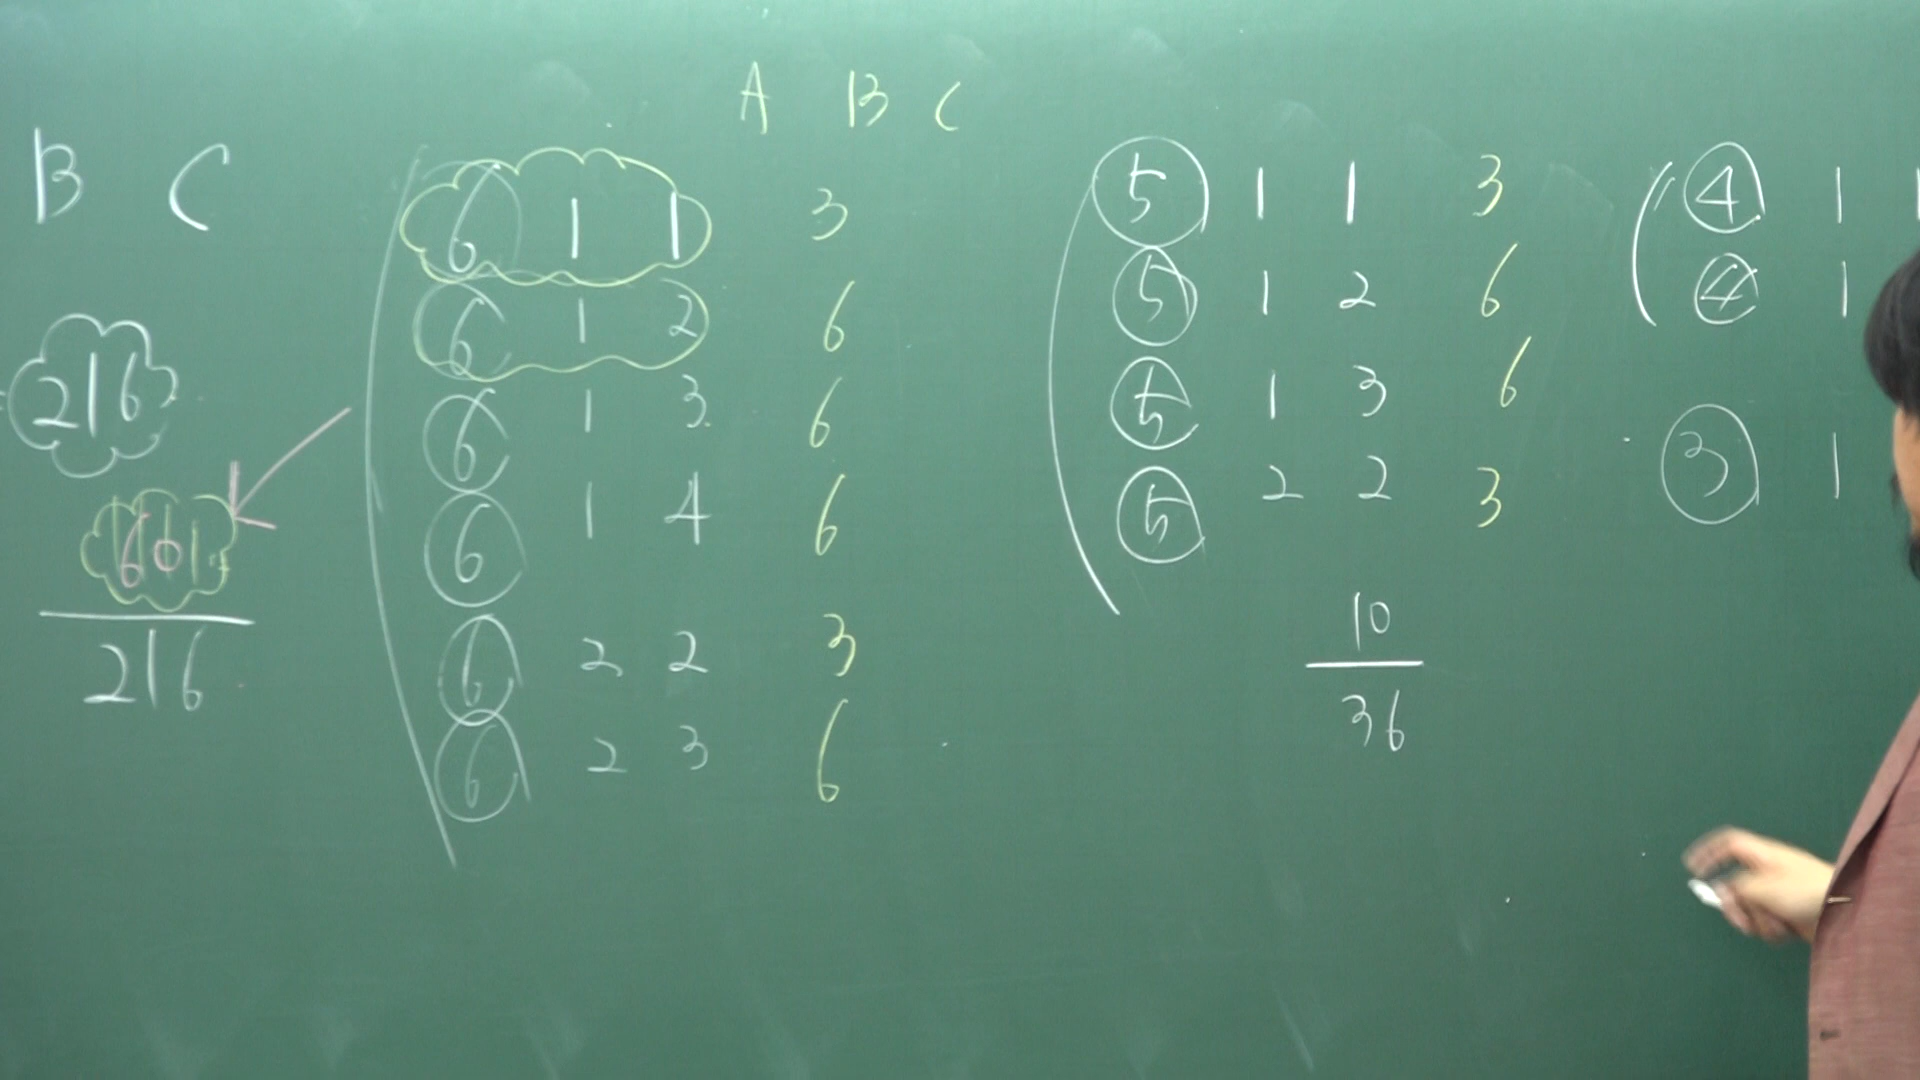 A B C
B C
216
216
6 1 1 3
6 1 2 6
6 1 3 6
6 1 4 6
6 2 2 3
6 2 3 6
5 1 1 3
5 1 2 6
5 1 3 6
5 2 2 3
10
36
4 1
4 1
3 1